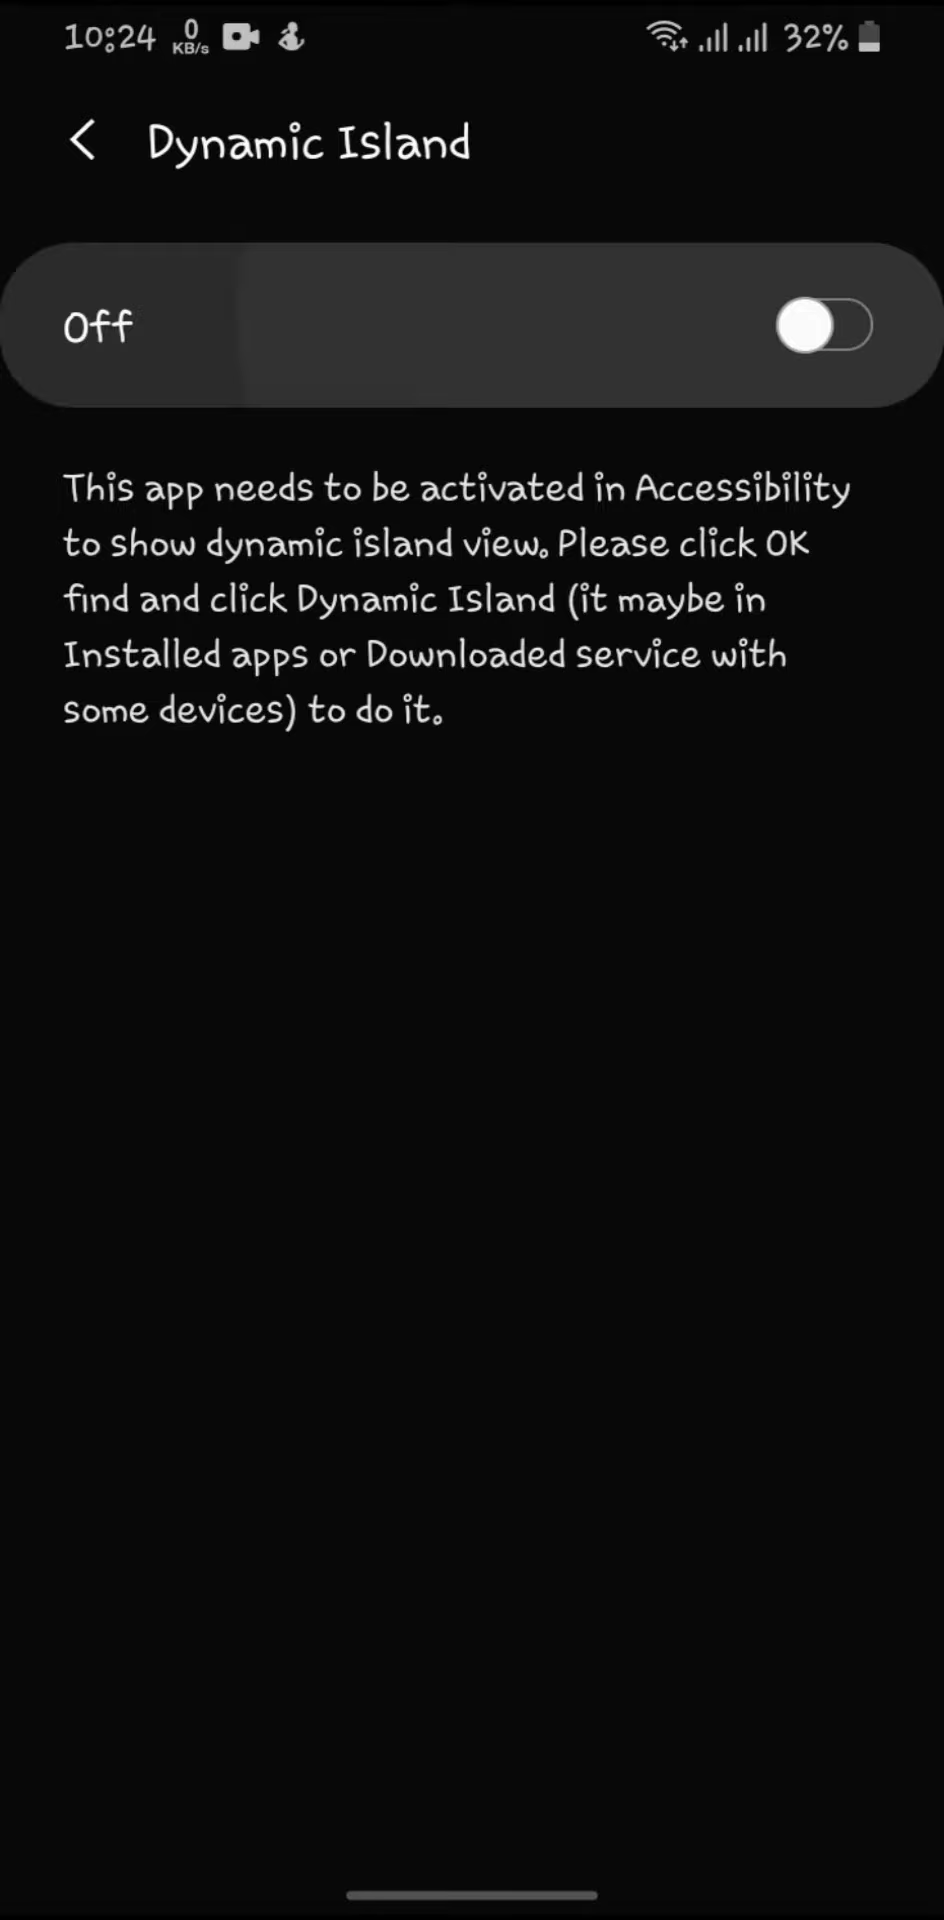 10:24 0 KB/s 32%
Dynamic Island
Off
This app needs to be activated in Accessibility
to show dynamic island view. Please click OK
find and click Dynamic Island (it maybe in
Installed apps or Downloaded service with
some devices) to do it.